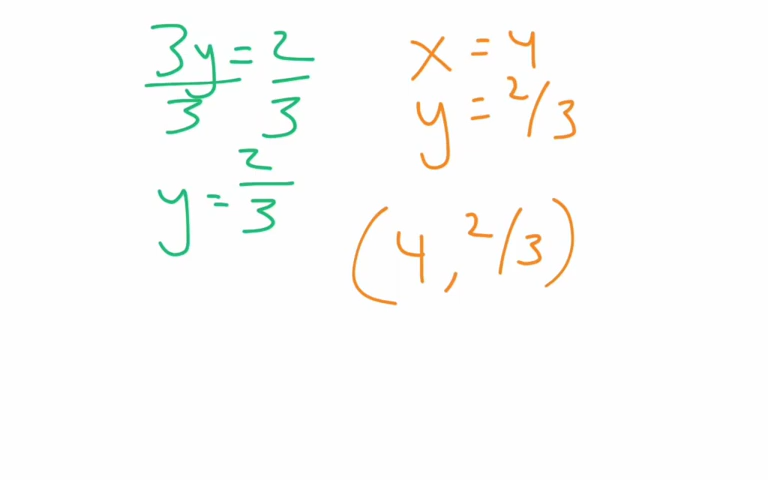 3y = 2
3 3
y = 2/3
x = 4
y = 2/3
(4, 2/3)